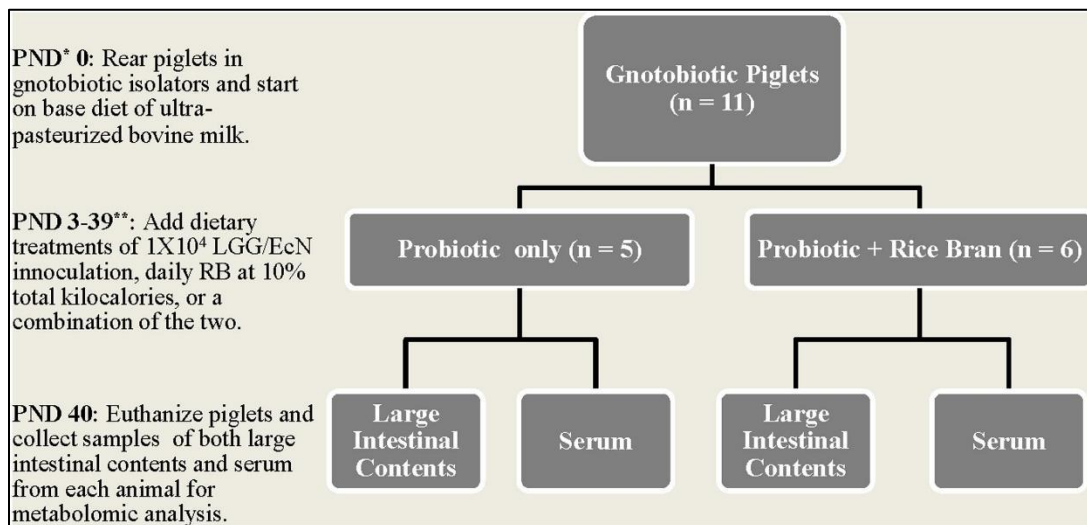 PND* 0: Rear piglets in
gnotobiotic isolators and start
on base diet of ultra-
pasteurized bovine milk.
Gnotobiotic Piglets
(n = 11)
PND 3-39**: Add dietary
treatments of 1X10⁴ LGG/EcN
innoculation, daily RB at 10%
total kilocalories, or a
combination of the two.
Probiotic only (n = 5)
Probiotic + Rice Bran (n = 6)
PND 40: Euthanize piglets and
collect samples of both large
intestinal contents and serum
from each animal for
metabolomic analysis.
Large
Intestinal
Contents
Serum
Large
Intestinal
Contents
Serum